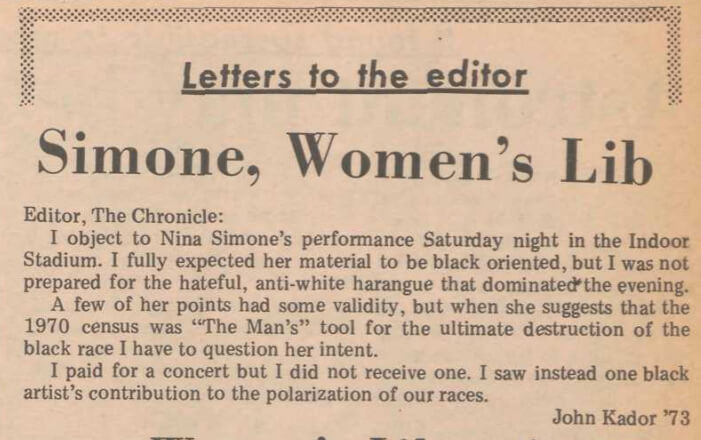 Letters to the editor
Simone, Women's Lib
Editor, The Chronicle:
I object to Nina Simone's performance Saturday night in the Indoor
Stadium. I fully expected her material to be black oriented, but I was not
prepared for the hateful, anti-white harangue that dominated the evening.
A few of her points had some validity, but when she suggests that the
1970 census was "The Man's" tool for the ultimate destruction of the
black race I have to question her intent.
I paid for a concert but I did not receive one. I saw instead one black
artist's contribution to the polarization of our races.
John Kador '73